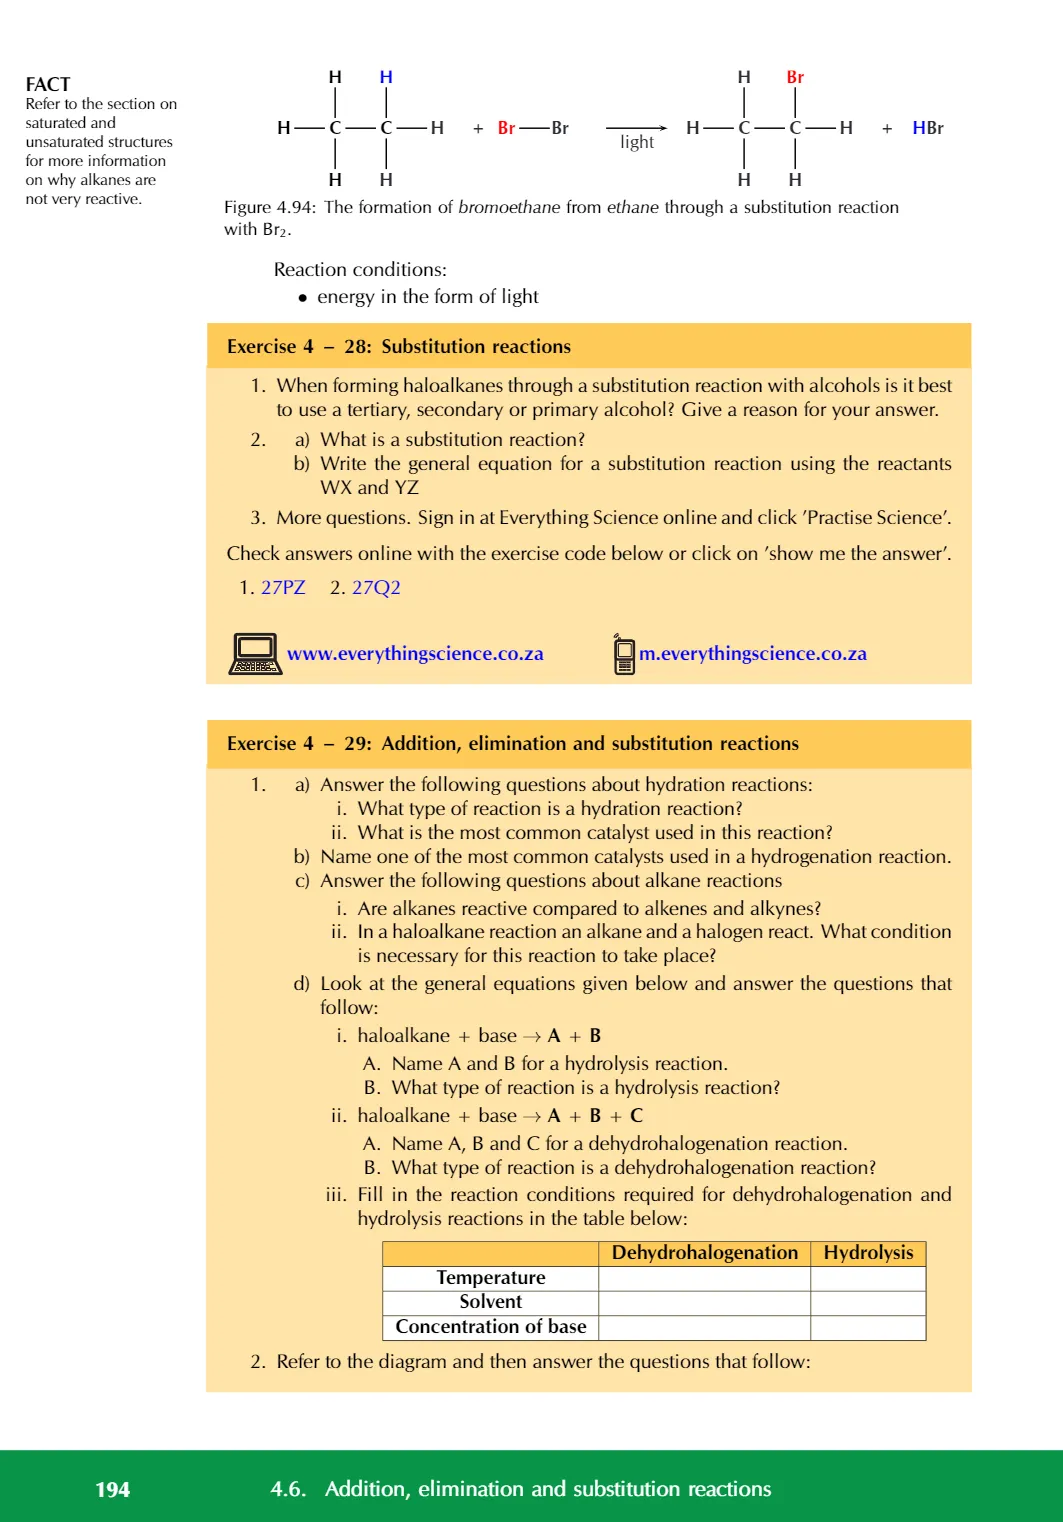 FACT
Refer to the section on
saturated and
unsaturated structures
for more information
on why alkanes are
not very reactive.
H H H Br
H C C H + Br Br light H C C H + HBr
H H H H
Figure 4.94: The formation of bromoethane from ethane through a substitution reaction
with Br₂.
Reaction conditions:
• energy in the form of light
Exercise 4 – 28: Substitution reactions
1. When forming haloalkanes through a substitution reaction with alcohols is it best
to use a tertiary, secondary or primary alcohol? Give a reason for your answer.
2. a) What is a substitution reaction?
b) Write the general equation for a substitution reaction using the reactants
WX and YZ
3. More questions. Sign in at Everything Science online and click 'Practise Science'.
Check answers online with the exercise code below or click on 'show me the answer'.
1. 27PZ 2. 27Q2
www.everythingscience.co.za m.everythingscience.co.za
Exercise 4 – 29: Addition, elimination and substitution reactions
1. a) Answer the following questions about hydration reactions:
i. What type of reaction is a hydration reaction?
ii. What is the most common catalyst used in this reaction?
b) Name one of the most common catalysts used in a hydrogenation reaction.
c) Answer the following questions about alkane reactions
i. Are alkanes reactive compared to alkenes and alkynes?
ii. In a haloalkane reaction an alkane and a halogen react. What condition
is necessary for this reaction to take place?
d) Look at the general equations given below and answer the questions that
follow:
i. haloalkane + base → A + B
A. Name A and B for a hydrolysis reaction.
B. What type of reaction is a hydrolysis reaction?
ii. haloalkane + base → A + B + C
A. Name A, B and C for a dehydrohalogenation reaction.
B. What type of reaction is a dehydrohalogenation reaction?
iii. Fill in the reaction conditions required for dehydrohalogenation and
hydrolysis reactions in the table below:
Dehydrohalogenation Hydrolysis
Temperature
Solvent
Concentration of base
2. Refer to the diagram and then answer the questions that follow:
194 4.6. Addition, elimination and substitution reactions